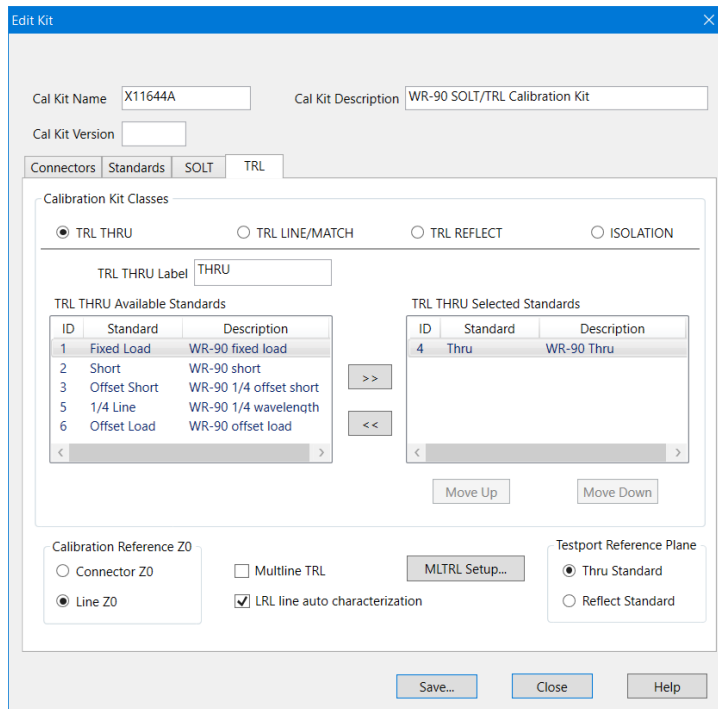 Edit Kit
Cal Kit Name X11644A Cal Kit Description WR-90 SOLT/TRL Calibration Kit
Cal Kit Version
Connectors Standards SOLT TRL
Calibration Kit Classes
TRL THRU TRL LINE/MATCH TRL REFLECT ISOLATION
TRL THRU Label THRU
TRL THRU Available Standards TRL THRU Selected Standards
ID Standard Description ID Standard Description
1 Fixed Load WR-90 fixed load 4 Thru WR-90 Thru
2 Short WR-90 short
3 Offset Short WR-90 1/4 offset short
>>
5 1/4 Line WR-90 1/4 wavelength
6 Offset Load WR-90 offset load <<
Move Up Move Down
Calibration Reference Z0 Testport Reference Plane
Connector Z0 Multline TRL MLTRL Setup... Thru Standard
Line Z0 LRL line auto characterization Reflect Standard
Save... Close Help